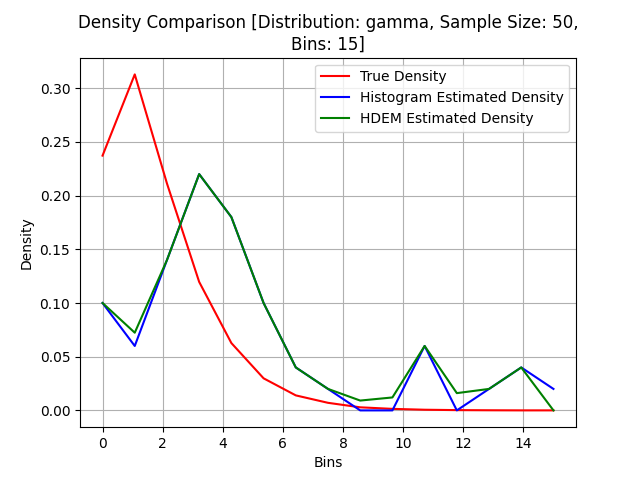 Density Comparison [Distribution: gamma, Sample Size: 50,
Bins: 15]
True Density
Histogram Estimated Density
HDEM Estimated Density
Density
0.30
0.25
0.20
0.15
0.10
0.05
0.00
0 2 4 6 8 10 12 14
Bins